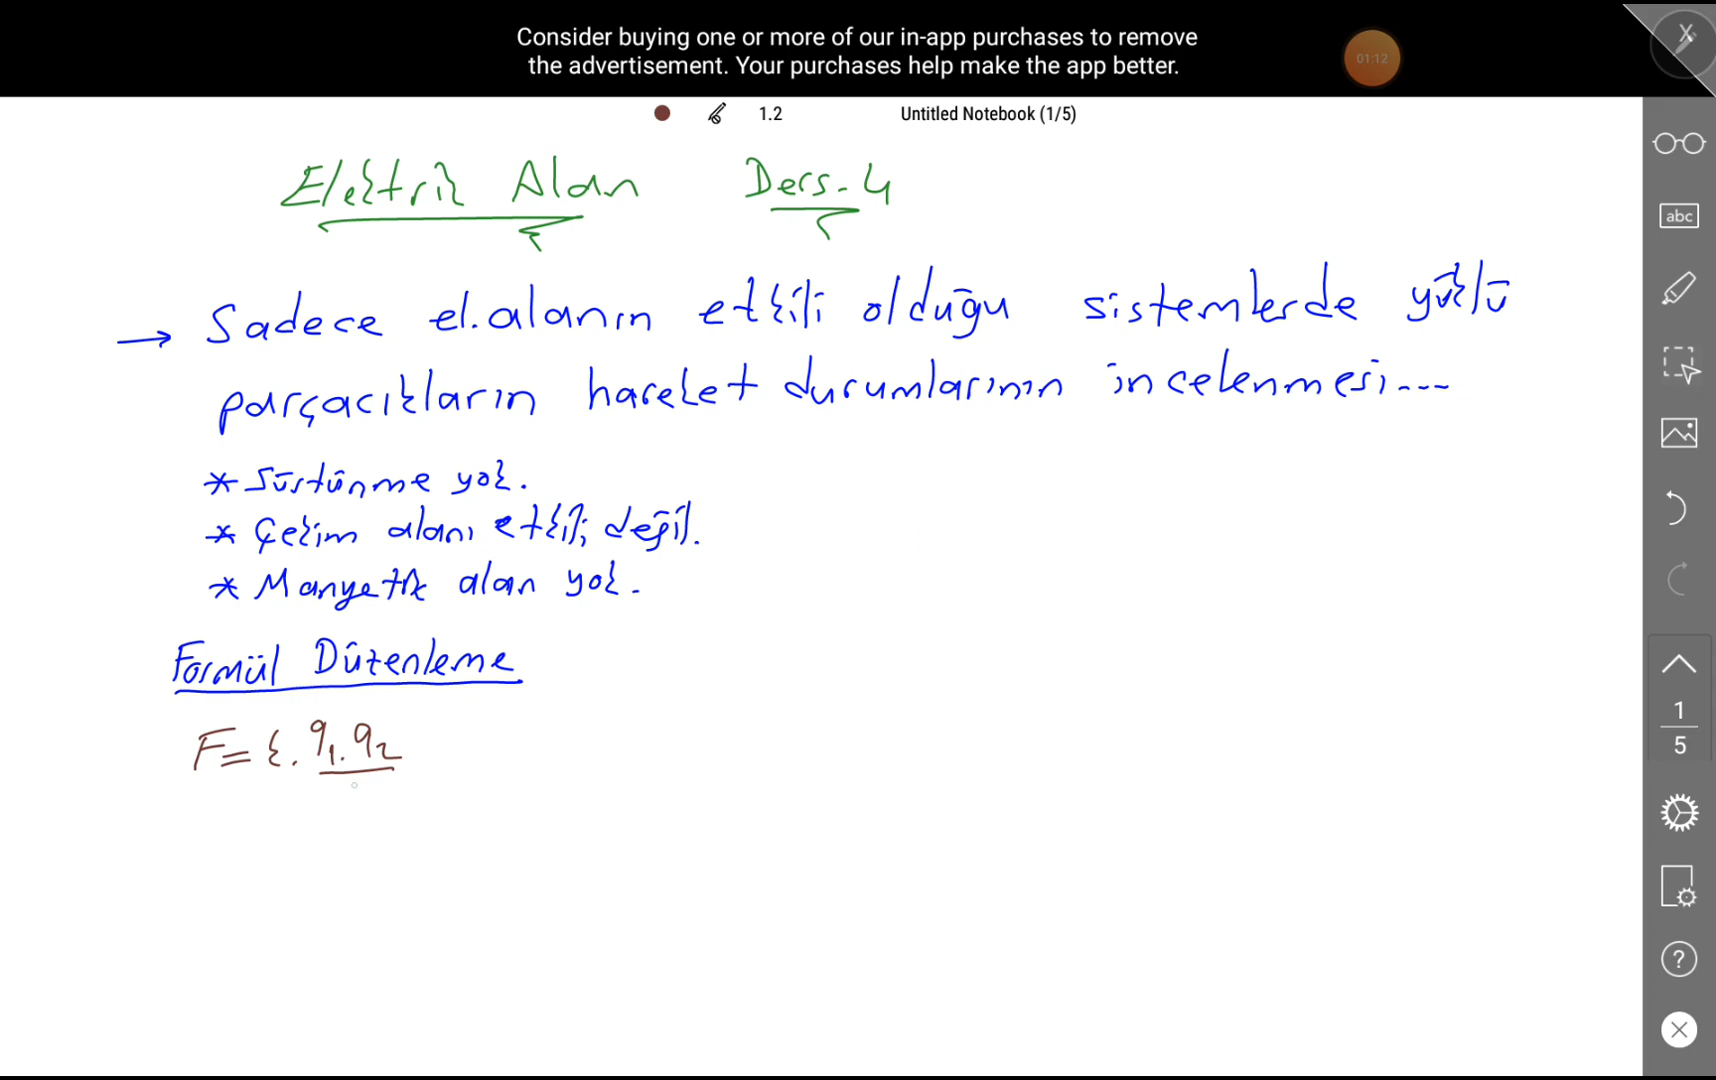 Consider buying one or more of our in-app purchases to remove
the advertisement. Your purchases help make the app better.
01:12
X
1.2 Untitled Notebook (1/5)
Elektrik Alan Ders-4
abc
→ Sadece el.alanın etkili olduğu sistemlerde yüklü
parçacıkların hareket durumlarının incelenmesi---
* Sürtünme yok.
* Çekim alanı etkili değil.
* Manyetik alan yok.
Formül Düzenleme
F = k. q₁.q₂
1
5
?